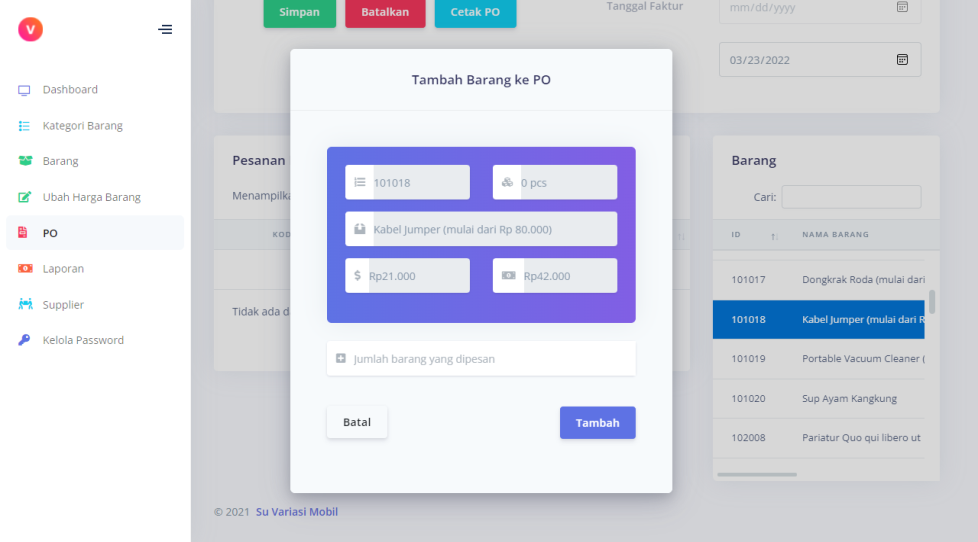 V
Dashboard
Kategori Barang
Barang
Ubah Harga Barang
PO
Laporan
Supplier
Kelola Password
Simpan
Batalkan
Cetak PO
Tanggal Faktur
mm/dd/yyyy
03/23/2022
Pesanan
Menampilka
KOD
Tidak ada d
Tambah Barang ke PO
101018
0 pcs
Kabel Jumper (mulai dari Rp 80.000)
$ Rp21.000
Rp42.000
Jumlah barang yang dipesan
Batal
Tambah
Barang
Cari:
ID
NAMA BARANG
101017 Dongkrak Roda (mulai dari
101018 Kabel Jumper (mulai dari R
101019 Portable Vacuum Cleaner (
101020 Sup Ayam Kangkung
102008 Pariatur Quo qui libero ut
© 2021 Su Variasi Mobil